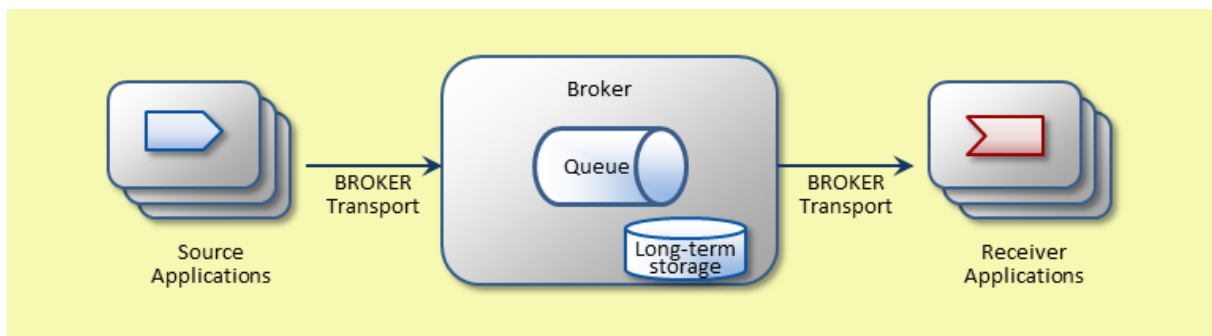 Broker
Queue
BROKER
Transport
BROKER
Transport
Long-term
storage
Source
Applications
Receiver
Applications